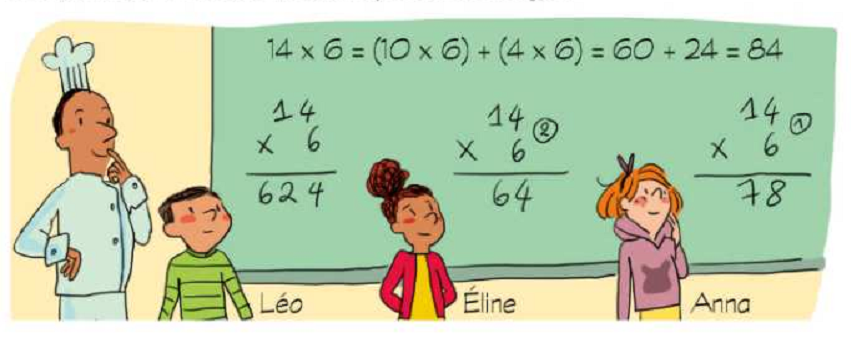 14 x 6 = (10 x 6) + (4 x 6) = 60 + 24 = 84
14
x 6
624
Léo
14
x 6 ②
64
Éline
14
x 6 ①
78
Anna